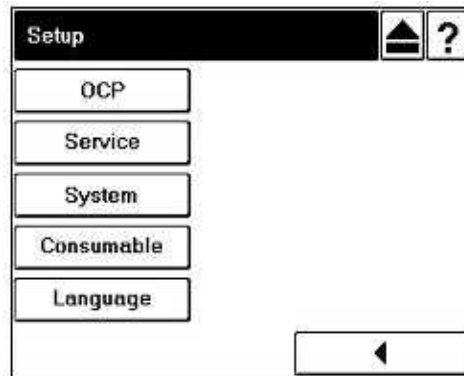 Setup
?
OCP
Service
System
Consumable
Language